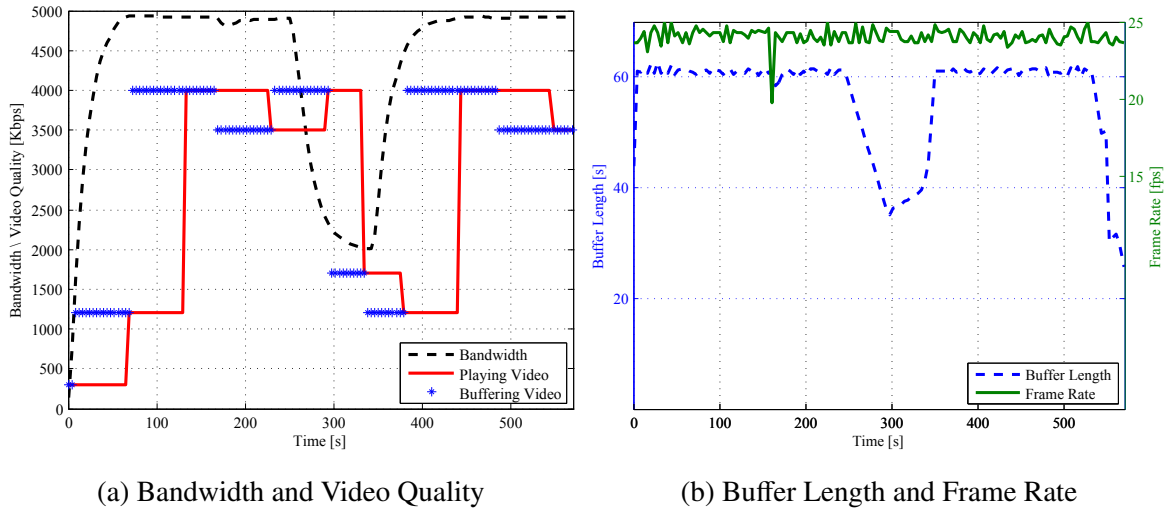 Bandwidth \ Video Quality [Kbps]
5000
4500
4000
3500
3000
2500
2000
1500
1000
500
0
0 100 200 300 400 500
Time [s]
Bandwidth
Playing Video
Buffering Video
(a) Bandwidth and Video Quality
Buffer Length [s]
60
40
20
0 100 200 300 400 500
Time [s]
25
20
15
Frame Rate [fps]
Buffer Length
Frame Rate
(b) Buffer Length and Frame Rate